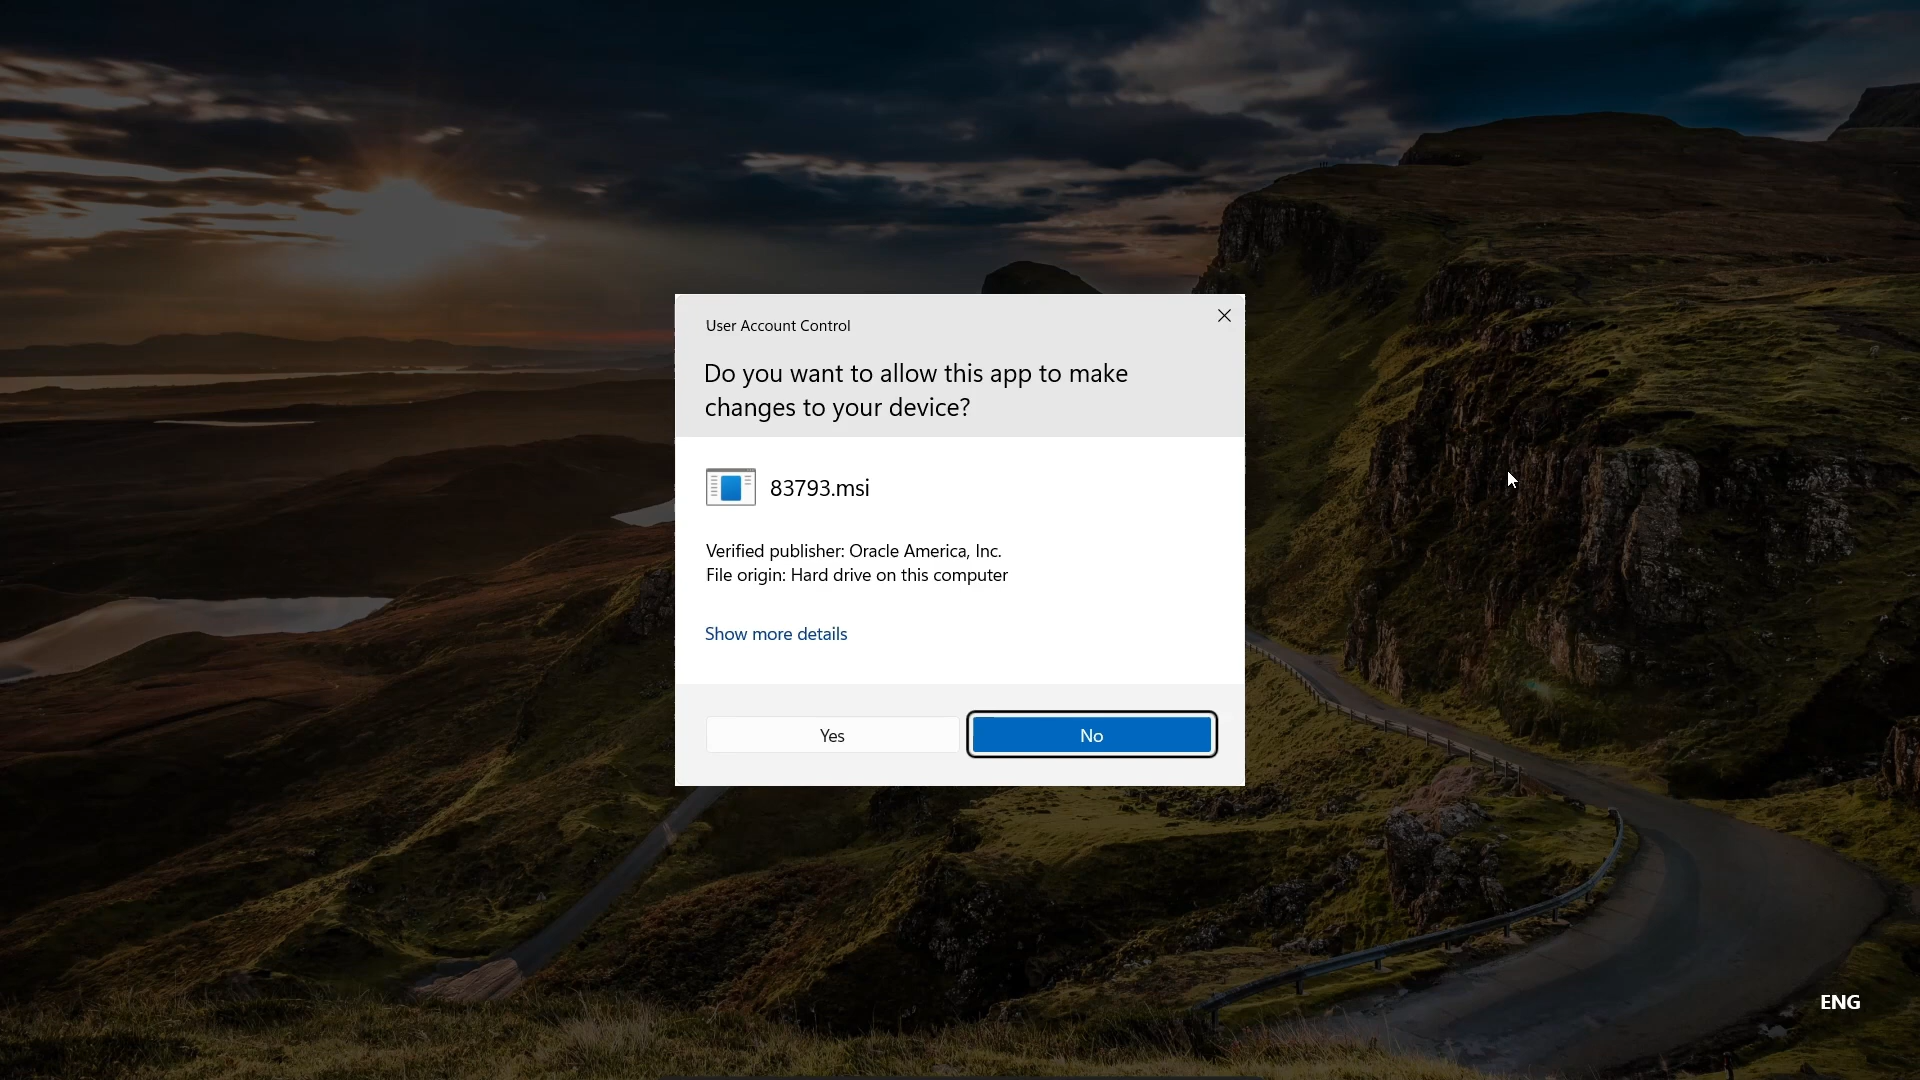 User Account Control
Do you want to allow this app to make
changes to your device?
83793.msi
Verified publisher: Oracle America, Inc.
File origin: Hard drive on this computer
Show more details
Yes
No
ENG